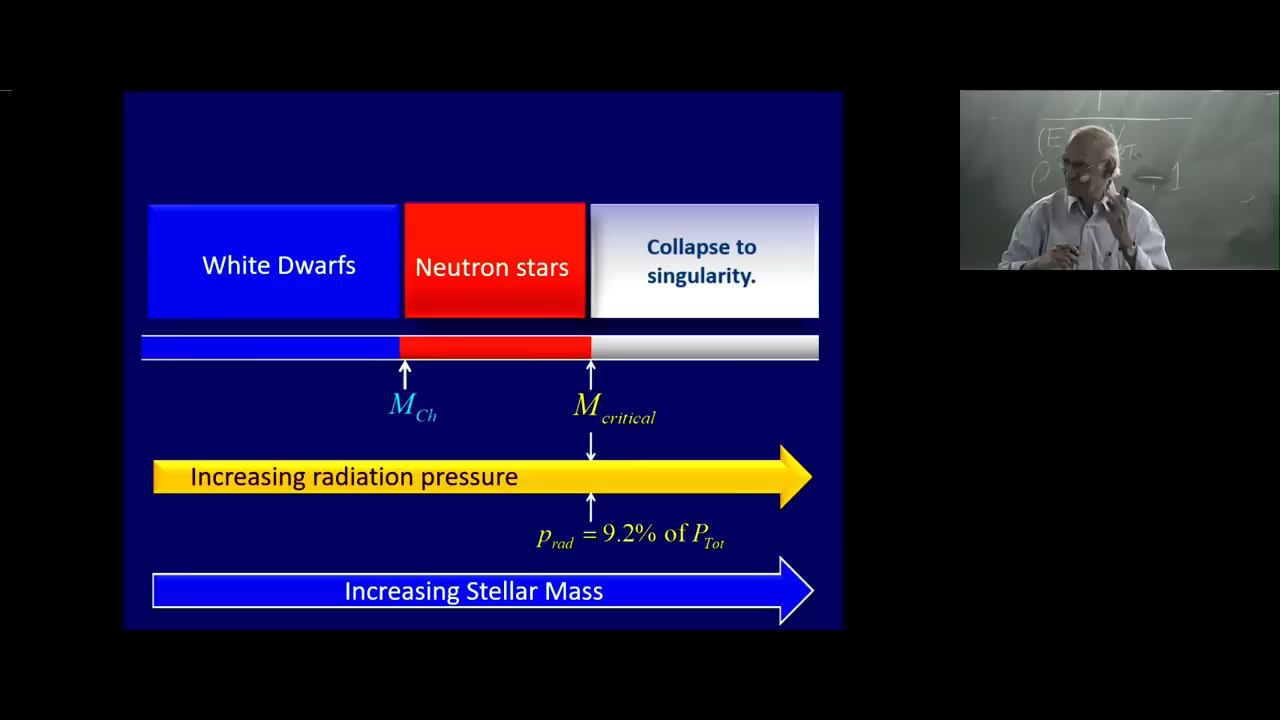 White Dwarfs
Neutron stars
Collapse to
singularity.
M_Ch
M_critical
Increasing radiation pressure
p_rad = 9.2% of P_Tot
Increasing Stellar Mass